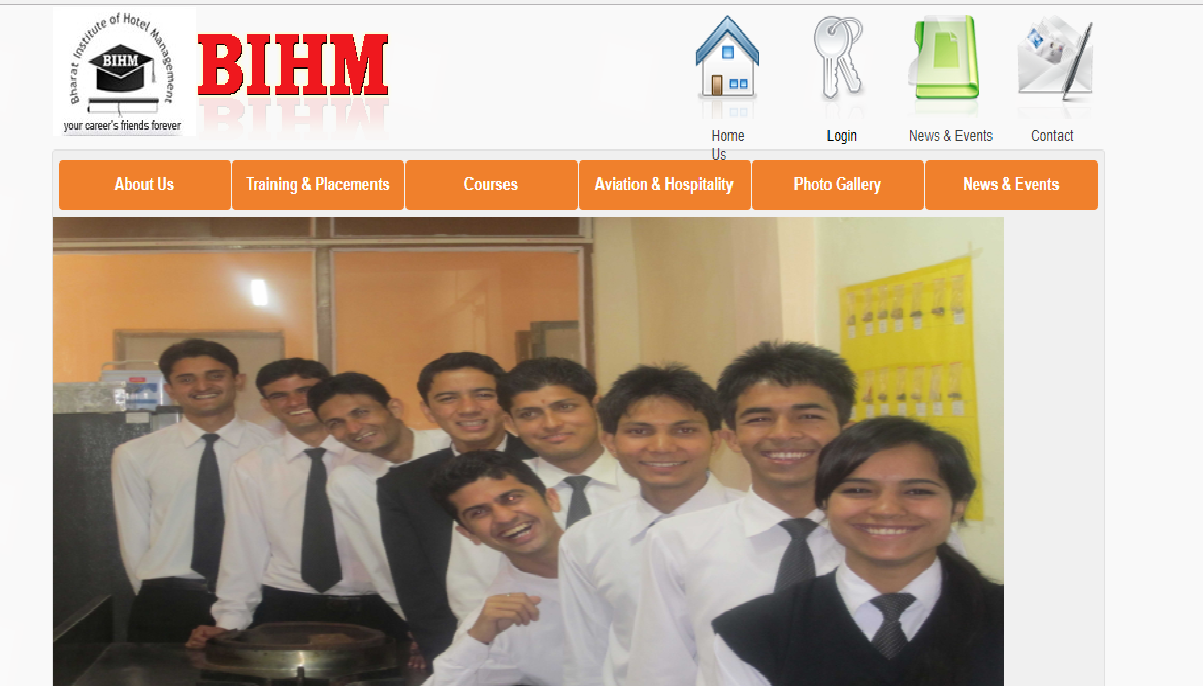 Bharat Institute of Hotel Management
BIHM
your career's friends forever
BIHM
Home Login News & Events Contact
Us
About Us Training & Placements Courses Aviation & Hospitality Photo Gallery News & Events